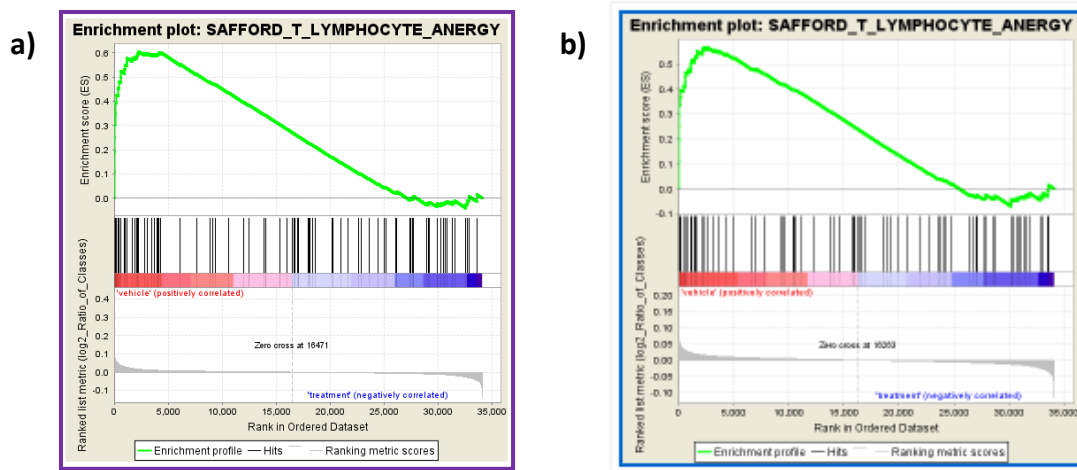 a)
Enrichment plot: SAFFORD_T_LYMPHOCYTE_ANERGY
Enrichment score (ES)
0.6
0.5
0.4
0.3
0.2
0.1
0.0
'vehicle' (positively correlated)
Ranked list metric (log2_Ratio_of_Classes)
0.4
0.3
0.2
0.1
0.0
-0.1
Zero cross at 16471
'treatment' (negatively correlated)
0 5,000 10,000 15,000 20,000 25,000 30,000 35,000
Rank in Ordered Dataset
Enrichment profile Hits Ranking metric scores
b)
Enrichment plot: SAFFORD_T_LYMPHOCYTE_ANERGY
Enrichment score (ES)
0.5
0.4
0.3
0.2
0.1
0.0
-0.1
'vehicle' (positively correlated)
Ranked list metric (log2_Ratio_of_Classes)
0.20
0.15
0.10
0.05
0.00
-0.05
-0.10
Zero cross at 16263
'treatment' (negatively correlated)
0 5,000 10,000 15,000 20,000 25,000 30,000 35,000
Rank in Ordered Dataset
Enrichment profile Hits Ranking metric scores